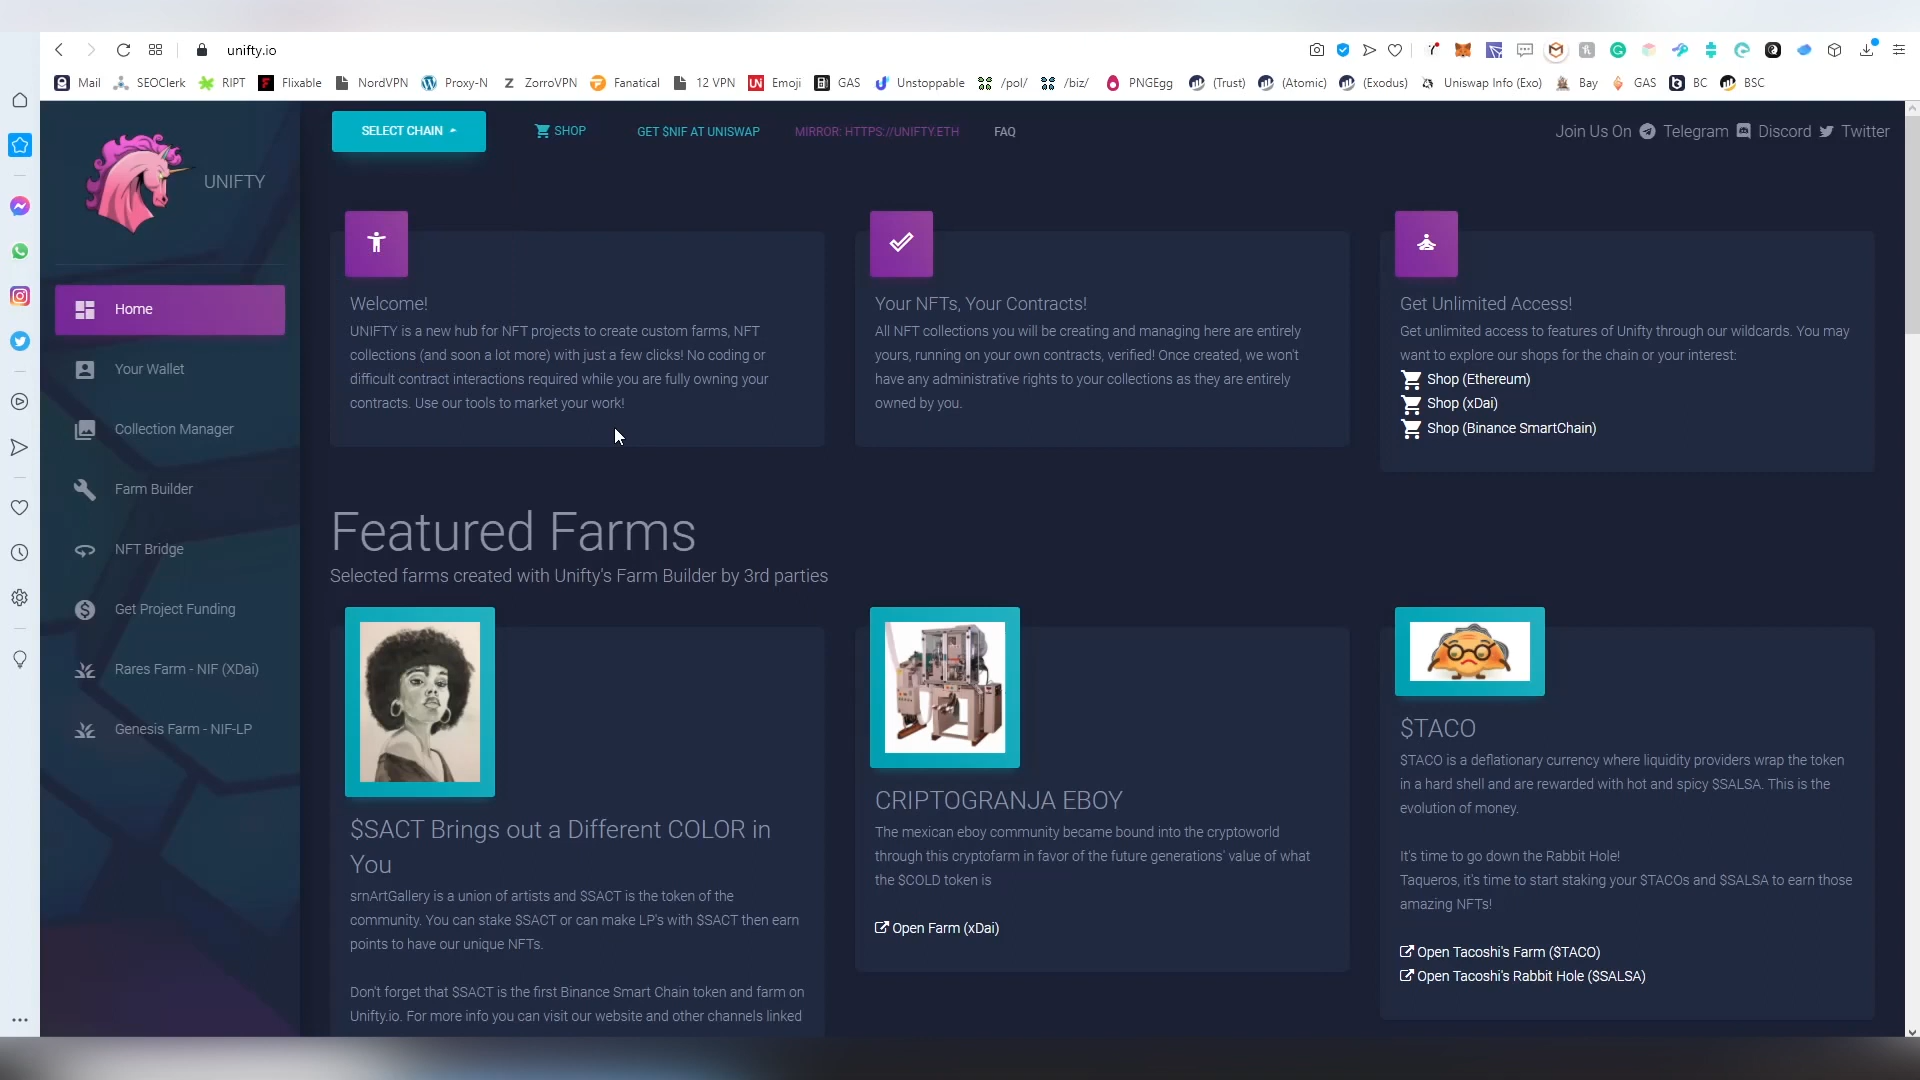 unifty.io
Mail SEOClerk RIPT Flixable NordVPN Proxy-N ZorroVPN Fanatical 12 VPN Emoji GAS Unstoppable /pol/ /biz/ PNGEgg (Trust) (Atomic) (Exodus) Uniswap Info (Exo) Bay GAS BC BSC
UNIFTY
Home
Your Wallet
Collection Manager
Farm Builder
NFT Bridge
Get Project Funding
Rares Farm - NIF (XDai)
Genesis Farm - NIF-LP
SELECT CHAIN SHOP GET $NIF AT UNISWAP MIRROR: HTTPS://UNIFTY.ETH FAQ Join Us On Telegram Discord Twitter
Welcome!
UNIFTY is a new hub for NFT projects to create custom farms, NFT
collections (and soon a lot more) with just a few clicks! No coding or
difficult contract interactions required while you are fully owning your
contracts. Use our tools to market your work!
Your NFTs, Your Contracts!
All NFT collections you will be creating and managing here are entirely
yours, running on your own contracts, verified! Once created, we won't
have any administrative rights to your collections as they are entirely
owned by you.
Get Unlimited Access!
Get unlimited access to features of Unifty through our wildcards. You may
want to explore our shops for the chain or your interest:
Shop (Ethereum)
Shop (xDai)
Shop (Binance SmartChain)
Featured Farms
Selected farms created with Unifty's Farm Builder by 3rd parties
$SACT Brings out a Different COLOR in
You
srnArtGallery is a union of artists and $SACT is the token of the
community. You can stake $SACT or can make LP's with $SACT then earn
points to have our unique NFTs.
Don't forget that $SACT is the first Binance Smart Chain token and farm on
Unifty.io. For more info you can visit our website and other channels linked
CRIPTOGRANJA EBOY
The mexican eboy community became bound into the cryptoworld
through this cryptofarm in favor of the future generations' value of what
the $COLD token is
Open Farm (xDai)
$TACO
$TACO is a deflationary currency where liquidity providers wrap the token
in a hard shell and are rewarded with hot and spicy $SALSA. This is the
evolution of money.
It's time to go down the Rabbit Hole!
Taqueros, it's time to start staking your $TACOs and $SALSA to earn those
amazing NFTs!
Open Tacoshi's Farm ($TACO)
Open Tacoshi's Rabbit Hole ($SALSA)